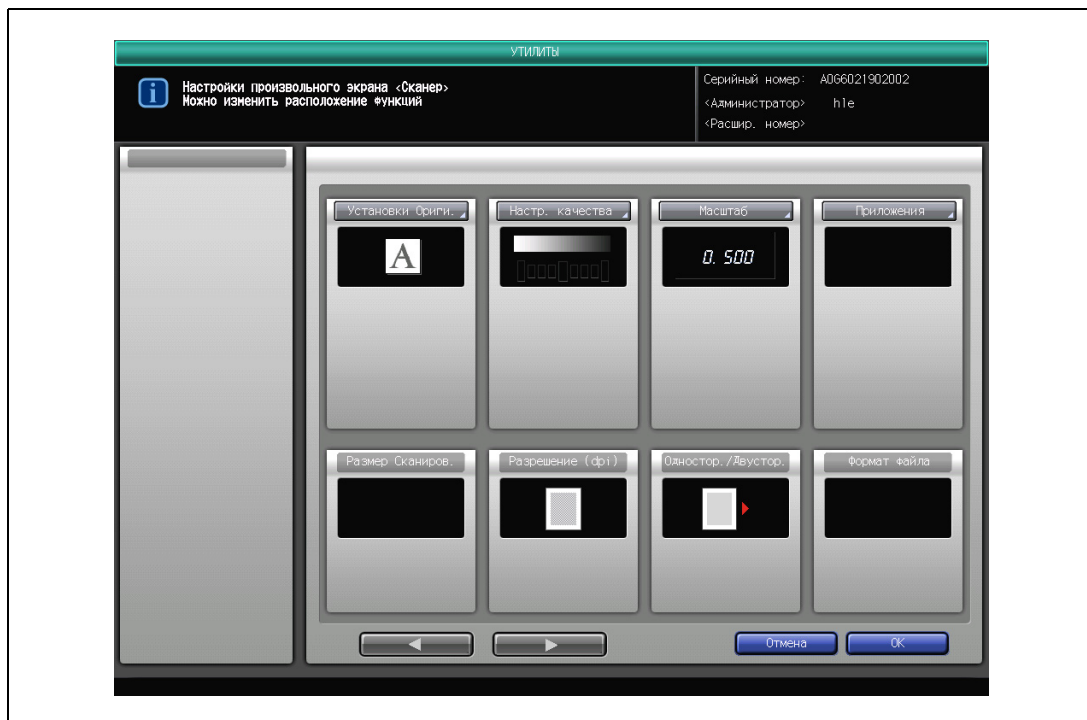 УТИЛИТЫ
Настройки произвольного экрана <Сканер>
Можно изменить расположение функций
Серийный номер: A0G6021902002
<Администратор> hle
<Расшир. номер>
Установки Ориги. Настр. качества Масштаб Приложения
A
0.500
Размер Скaниров. Разрешение (dpi) Одностор./Двустор. Формат файла
Отмена OK